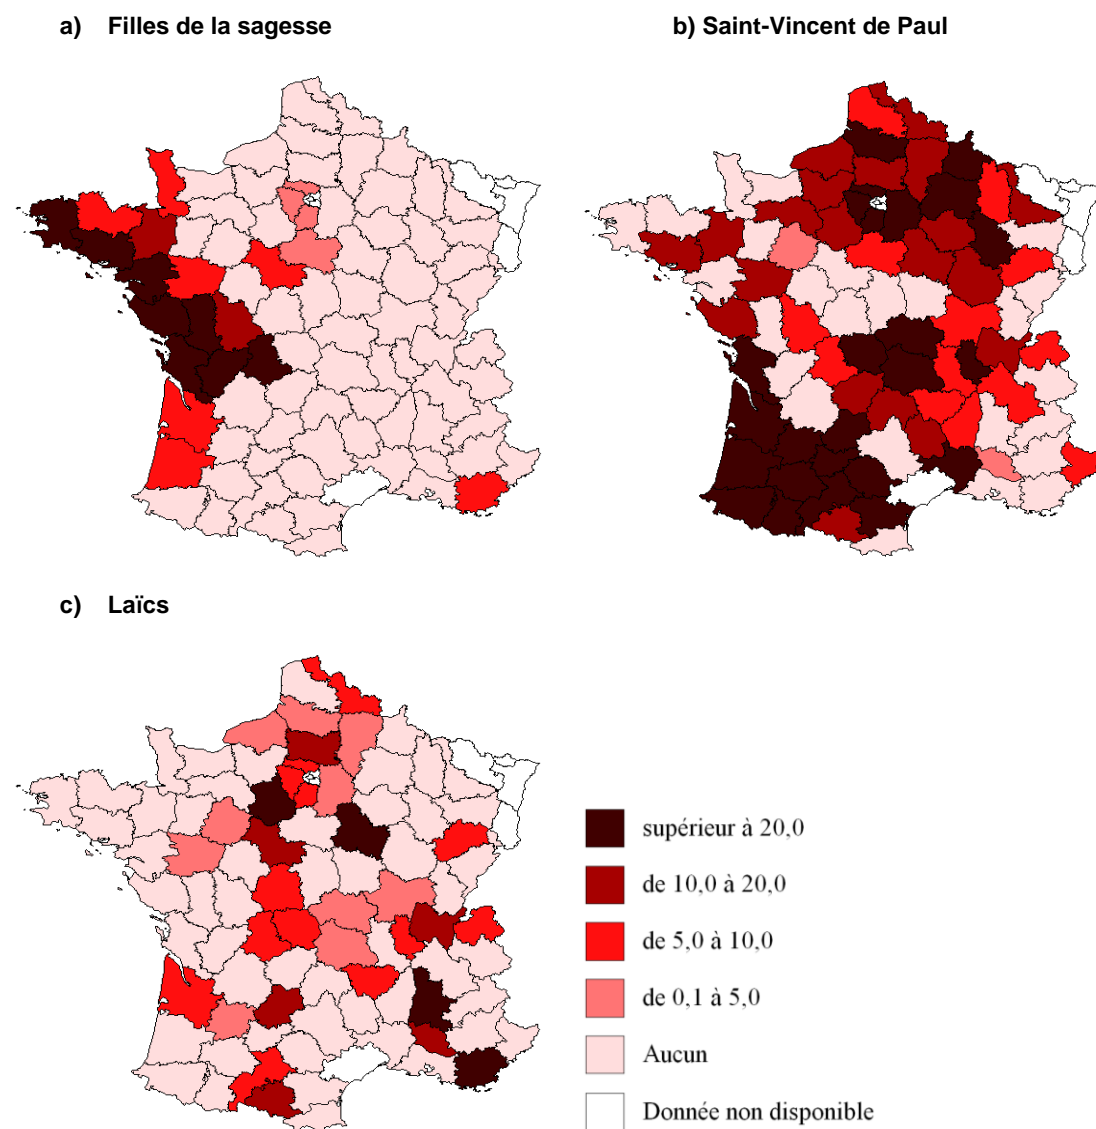 a) Filles de la sagesse
b) Saint-Vincent de Paul
c) Laïcs
supérieur à 20,0
de 10,0 à 20,0
de 5,0 à 10,0
de 0,1 à 5,0
Aucun
Donnée non disponible